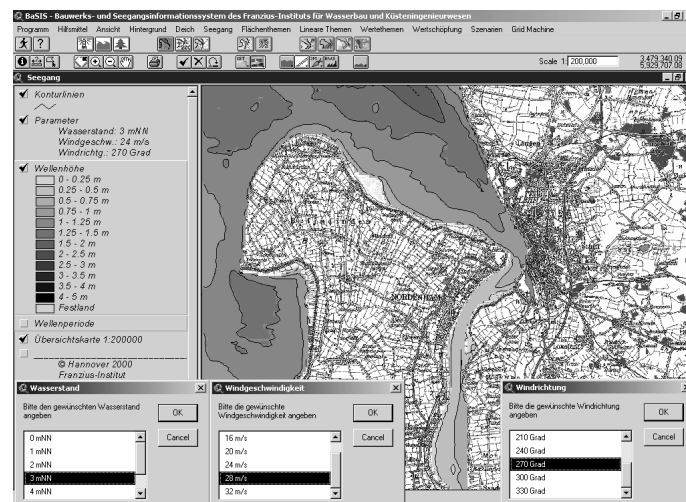 BaSIS - Bauwerks- und Seegangsinformationssystem des Franzius-Instituts für Wasserbau und Küsteningenieurwesen
Programm Hilfsmittel Ansicht Hintergrund Deich Seegang Flächenthemen Lineare Themen Wertethemen Wertschöpfung Szenarien Grid Machine
Scale 1: 200,000
2.479.340.09
5.929.707.08
Seegang
Konturlinien
Parameter
Wasserstand: 3 mNN
Windgeschw.: 24 m/s
Windrichtg.: 270 Grad
Wellenhöhe
0 - 0.25 m
0.25 - 0.5 m
0.5 - 0.75 m
0.75 - 1 m
1 - 1.25 m
1.25 - 1.5 m
1.5 - 2 m
2 - 2.5 m
2.5 - 3 m
3 - 3.5 m
3.5 - 4 m
4 - 5 m
Festland
Wellenperiode
Übersichtskarte 1:200000
© Hannover 2000
Franzius-Institut
NORDENHAM
Wasserstand
Bitte den gewünschten Wasserstand
angeben
OK
Cancel
0 mNN
1 mNN
2 mNN
3 mNN
4 mNN
Windgeschwindigkeit
Bitte die gewünschte
Windgeschwindigkeit angeben
OK
Cancel
16 m/s
20 m/s
24 m/s
28 m/s
32 m/s
Windrichtung
Bitte die gewünschte Windrichtung
angeben
OK
Cancel
210 Grad
240 Grad
270 Grad
300 Grad
330 Grad